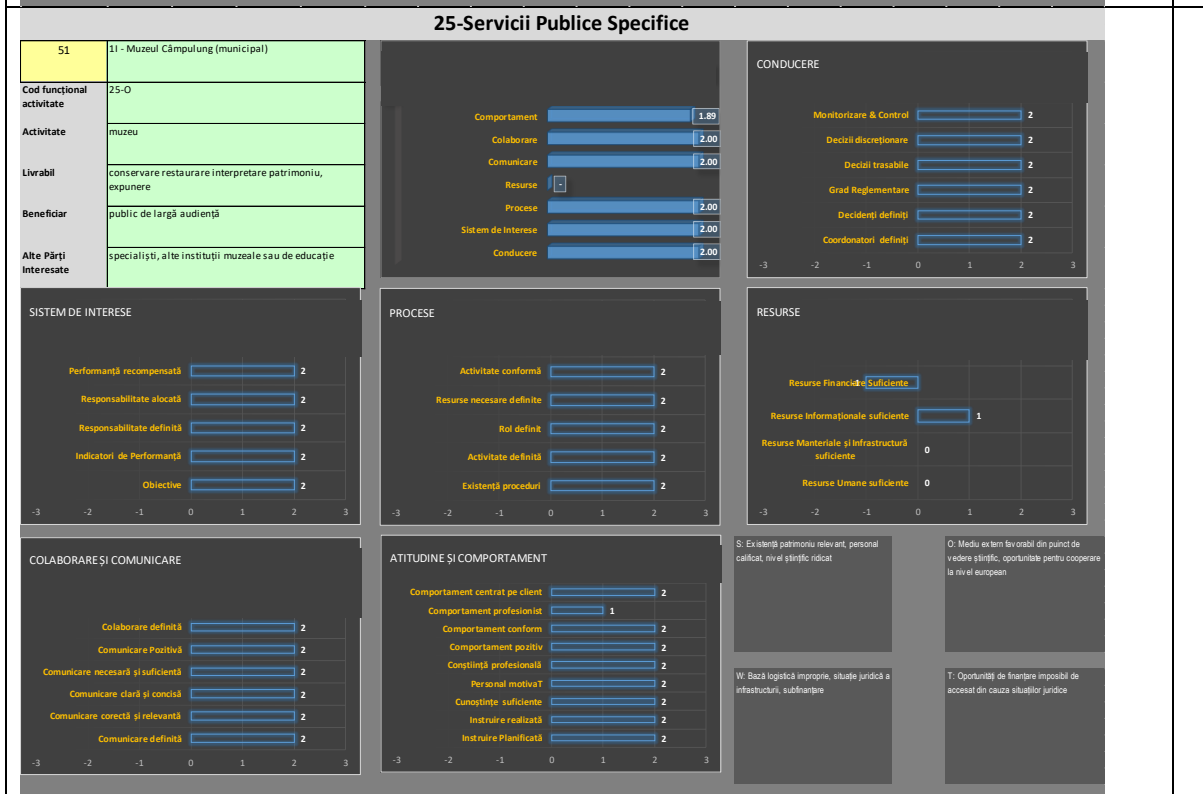 25-Servicii Publice Specifice
51
1I - Muzeul Câmpulung (municipal)
Cod funcțional
activitate
25-O
Activitate
muzeu
Livrabil
conservare restaurare interpretare patrimoniu,
expunere
Beneficiar
public de largă audiență
Alte Părți
Interesate
specialiști, alte instituții muzeale sau de educație
Comportament 1.89
Colaborare 2.00
Comunicare 2.00
Resurse -
Procese 2.00
Sistem de Interese 2.00
Conducere 2.00
CONDUCERE
Monitorizare & Control 2
Decizii discreționare 2
Decizii trasabile 2
Grad Reglementare 2
Decidenți definiți 2
Coordonatori definiți 2
-3 -2 -1 0 1 2 3
SISTEM DE INTERESE
Performanță recompensată 2
Responsabilitate alocată 2
Responsabilitate definită 2
Indicatori de Performanță 2
Obiective 2
-3 -2 -1 0 1 2 3
PROCESE
Activitate conformă 2
Resurse necesare definite 2
Rol definit 2
Activitate definită 2
Existență proceduri 2
-3 -2 -1 0 1 2 3
RESURSE
Resurse Financiare Suficiente -1
Resurse Informaționale suficiente 1
Resurse Manteriale și Infrastructură
suficiente 0
Resurse Umane suficiente 0
-3 -2 -1 0 1 2 3
COLABORARE ȘI COMUNICARE
Colaborare definită 2
Comunicare Pozitivă 2
Comunicare necesară și suficientă 2
Comunicare clară și concisă 2
Comunicare corectă și relevantă 2
Comunicare definită 2
-3 -2 -1 0 1 2 3
ATITUDINE ȘI COMPORTAMENT
Comportament centrat pe client 2
Comportament profesionist 1
Comportament conform 2
Comportament pozitiv 2
Conștiință profesională 2
Personal motivaT 2
Cunoștințe suficiente 2
Instruire realizată 2
Instruire Planificată 2
-3 -2 -1 0 1 2 3
S: Existență patrimoniu relevant, personal
calificat, nivel științific ridicat
O: Mediu extern favorabil din puinct de
vedere științific, oportunitate pentru cooperare
la nivel european
W: Bază logistică improprie, situație juridică a
infrastructurii, subfinanțare
T: Oportunități de finanțare imposibil de
accesat din cauza situațiilor juridice